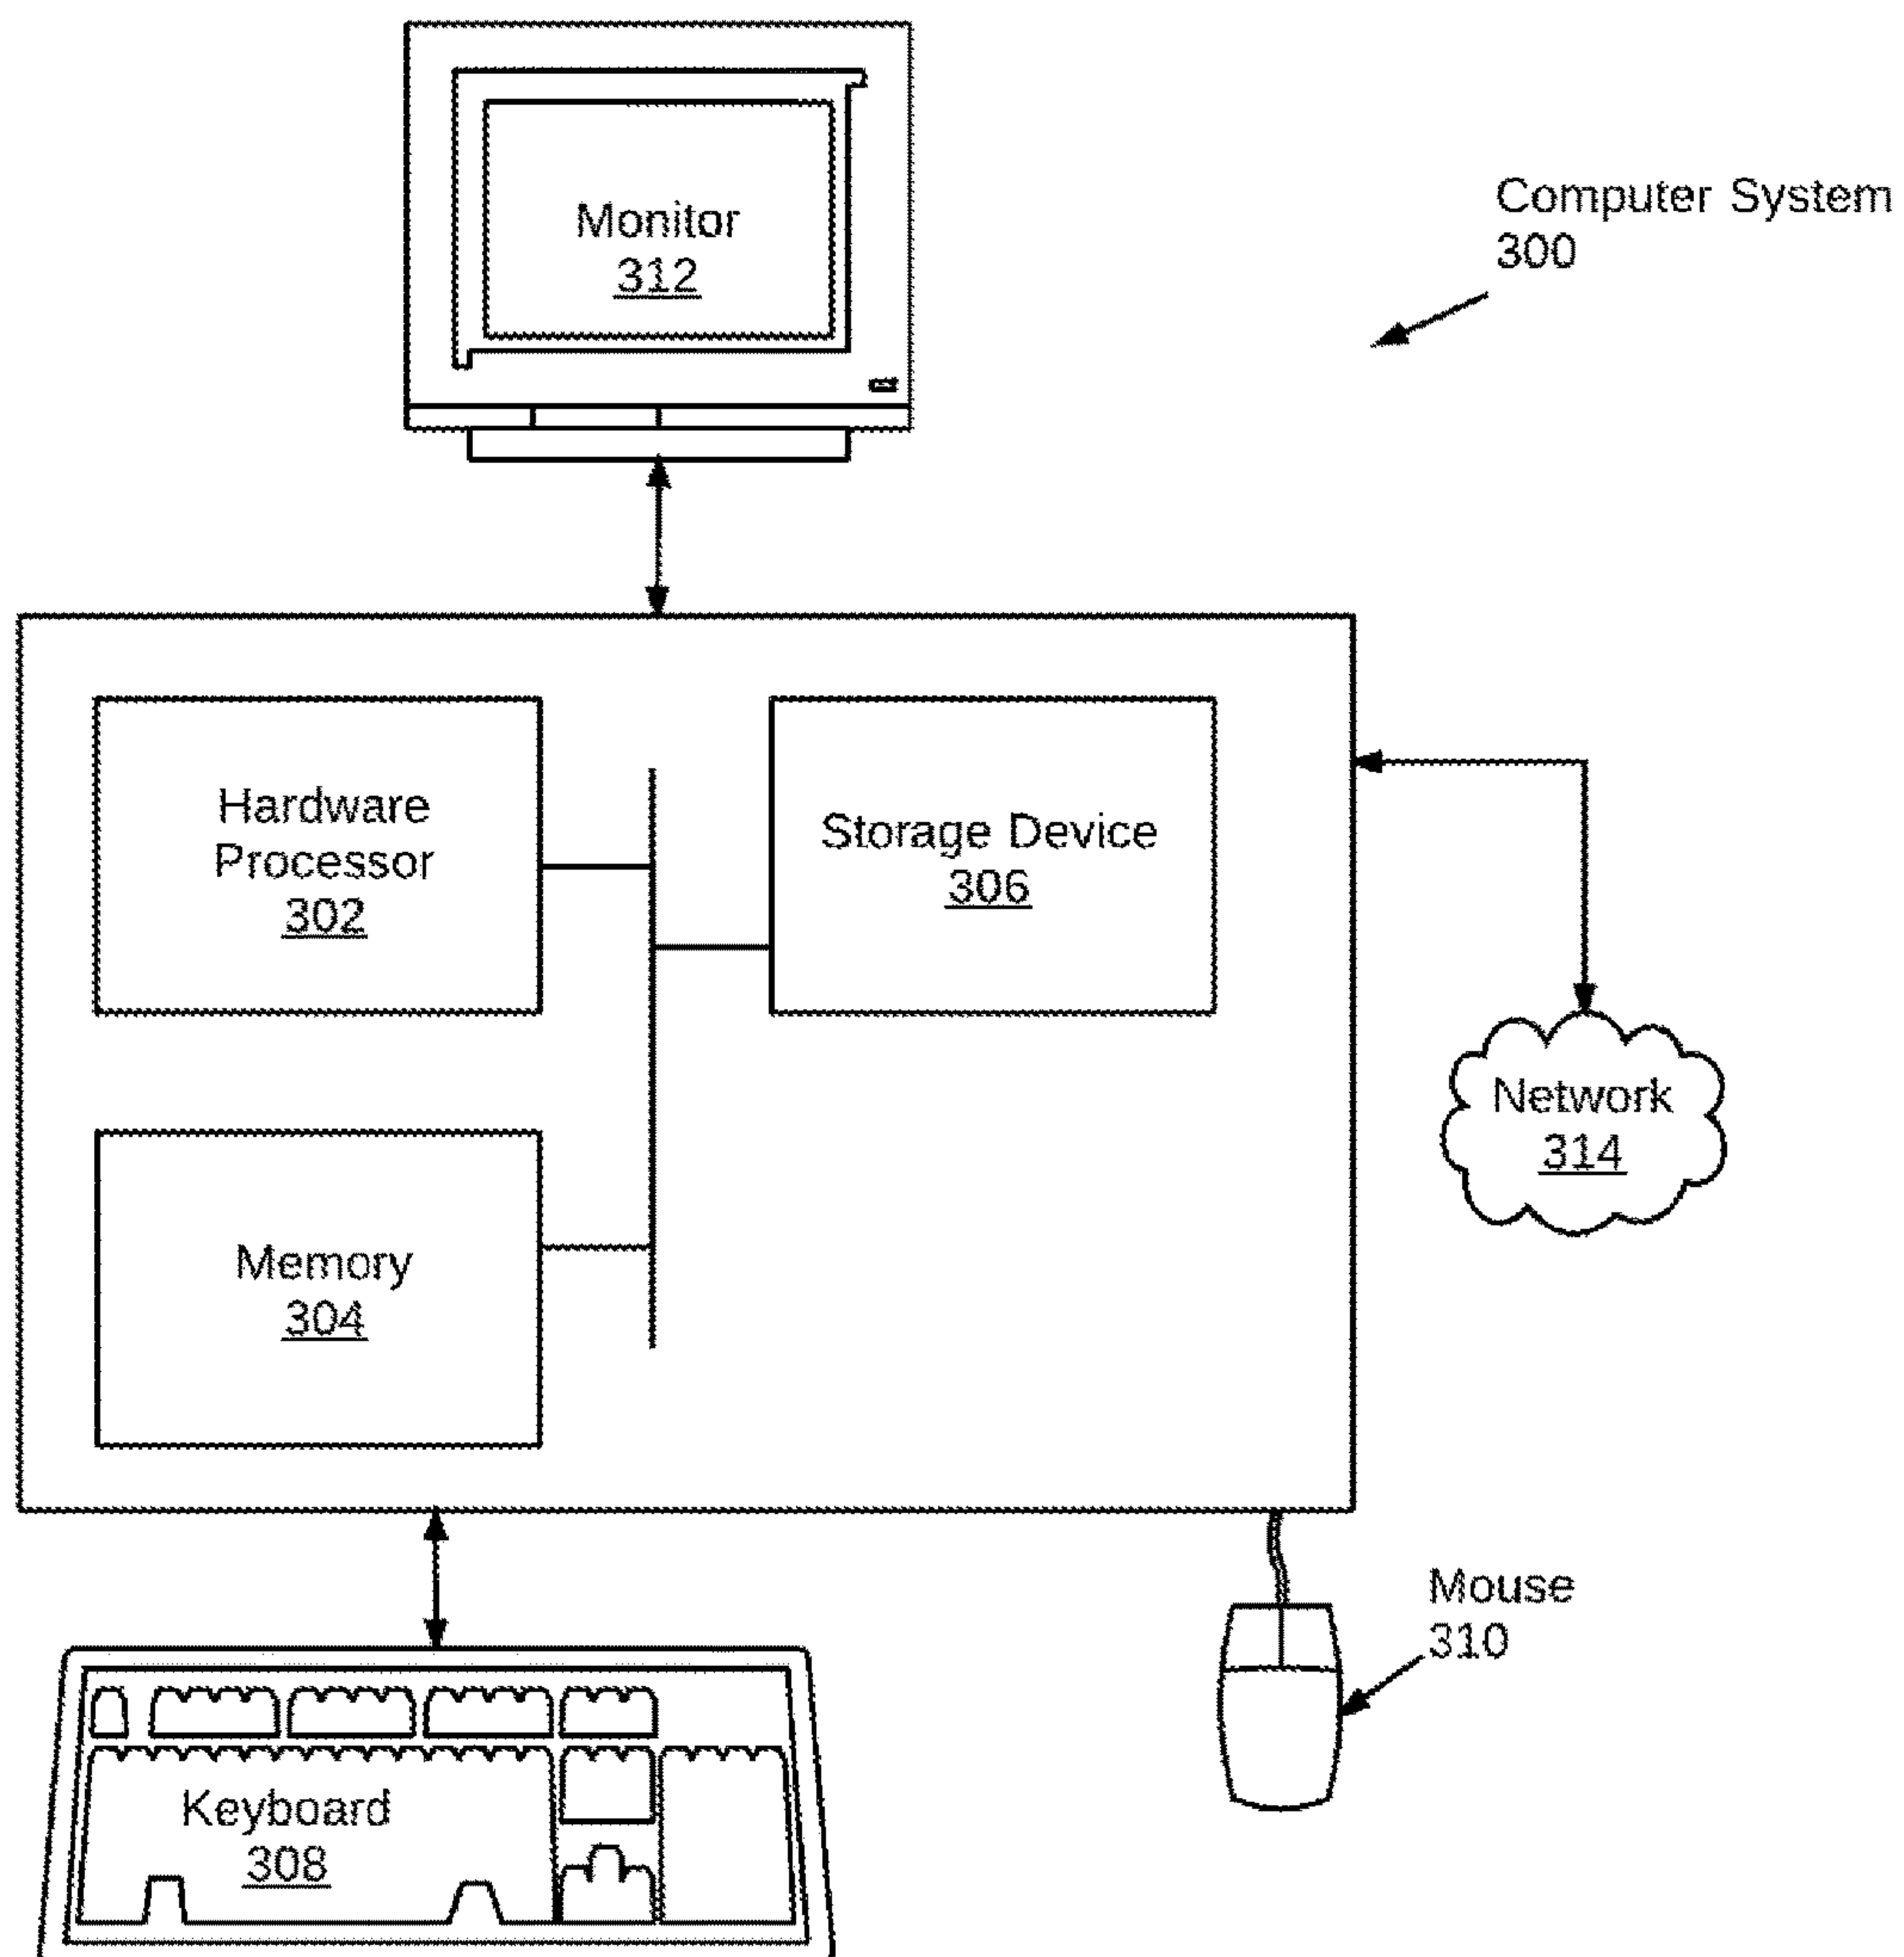 Computer System
300
Monitor
312
Hardware
Processor
302
Storage Device
306
Network
314
Memory
304
Mouse
310
Keyboard
308